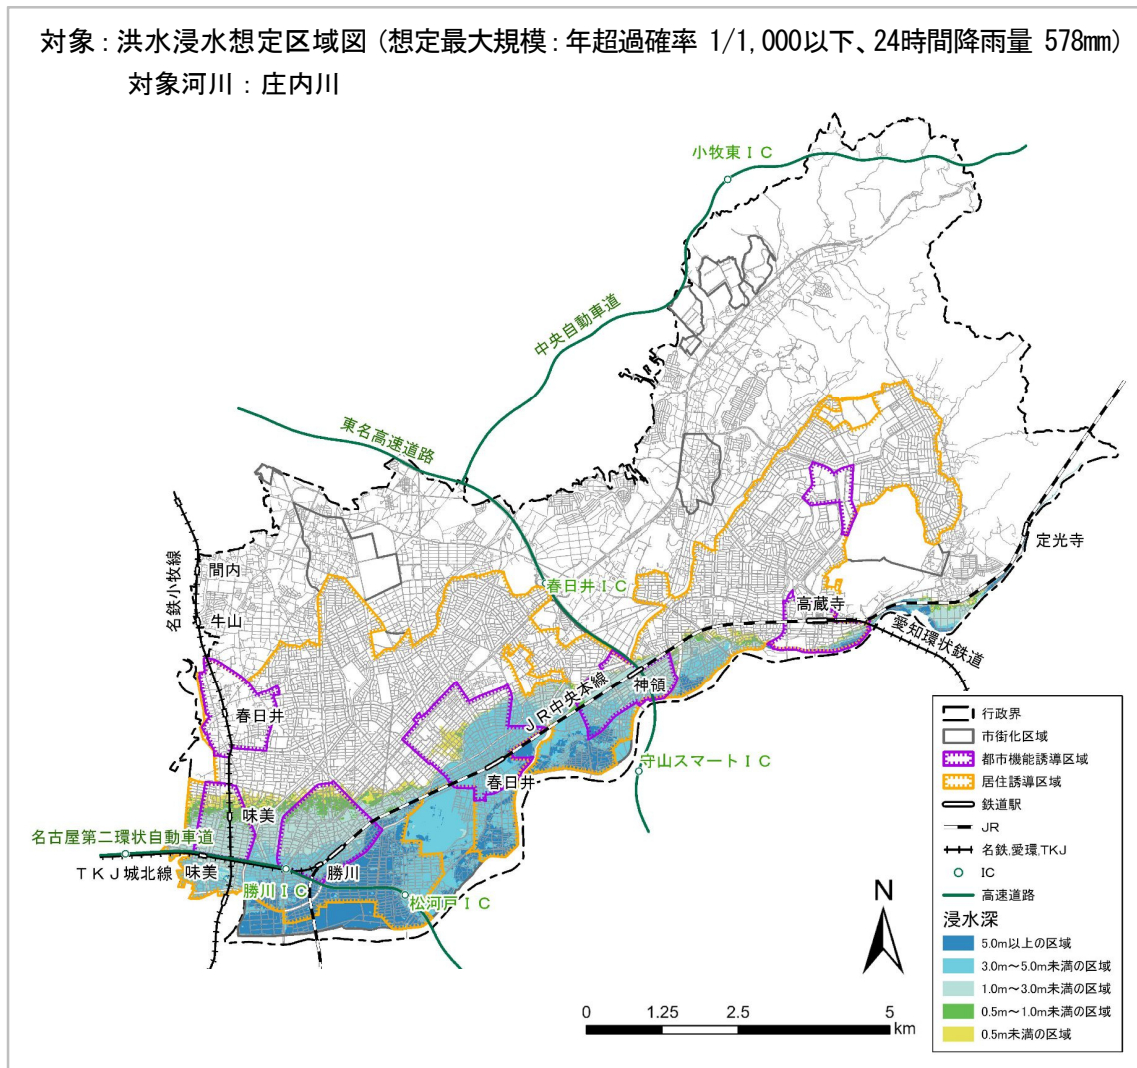 対象：洪水浸水想定区域図（想定最大規模：年超過確率 1/1,000以下、24時間降雨量 578mm）
対象河川：庄内川
小牧東ＩＣ
中央自動車道
東名高速道路
定光寺
名鉄小牧線
間内
春日井ＩＣ
牛山
高蔵寺
愛知環状鉄道
ＪＲ中央本線
神領
春日井
守山スマートＩＣ
春日井
味美
名古屋第二環状自動車道
ＴＫＪ城北線
味美
勝川
勝川ＩＣ
松河戸ＩＣ
N
0 1.25 2.5 5
km
行政界
市街化区域
都市機能誘導区域
居住誘導区域
鉄道駅
JR
名鉄,愛環,TKJ
IC
高速道路
浸水深
5.0m以上の区域
3.0m～5.0m未満の区域
1.0m～3.0m未満の区域
0.5m～1.0m未満の区域
0.5m未満の区域